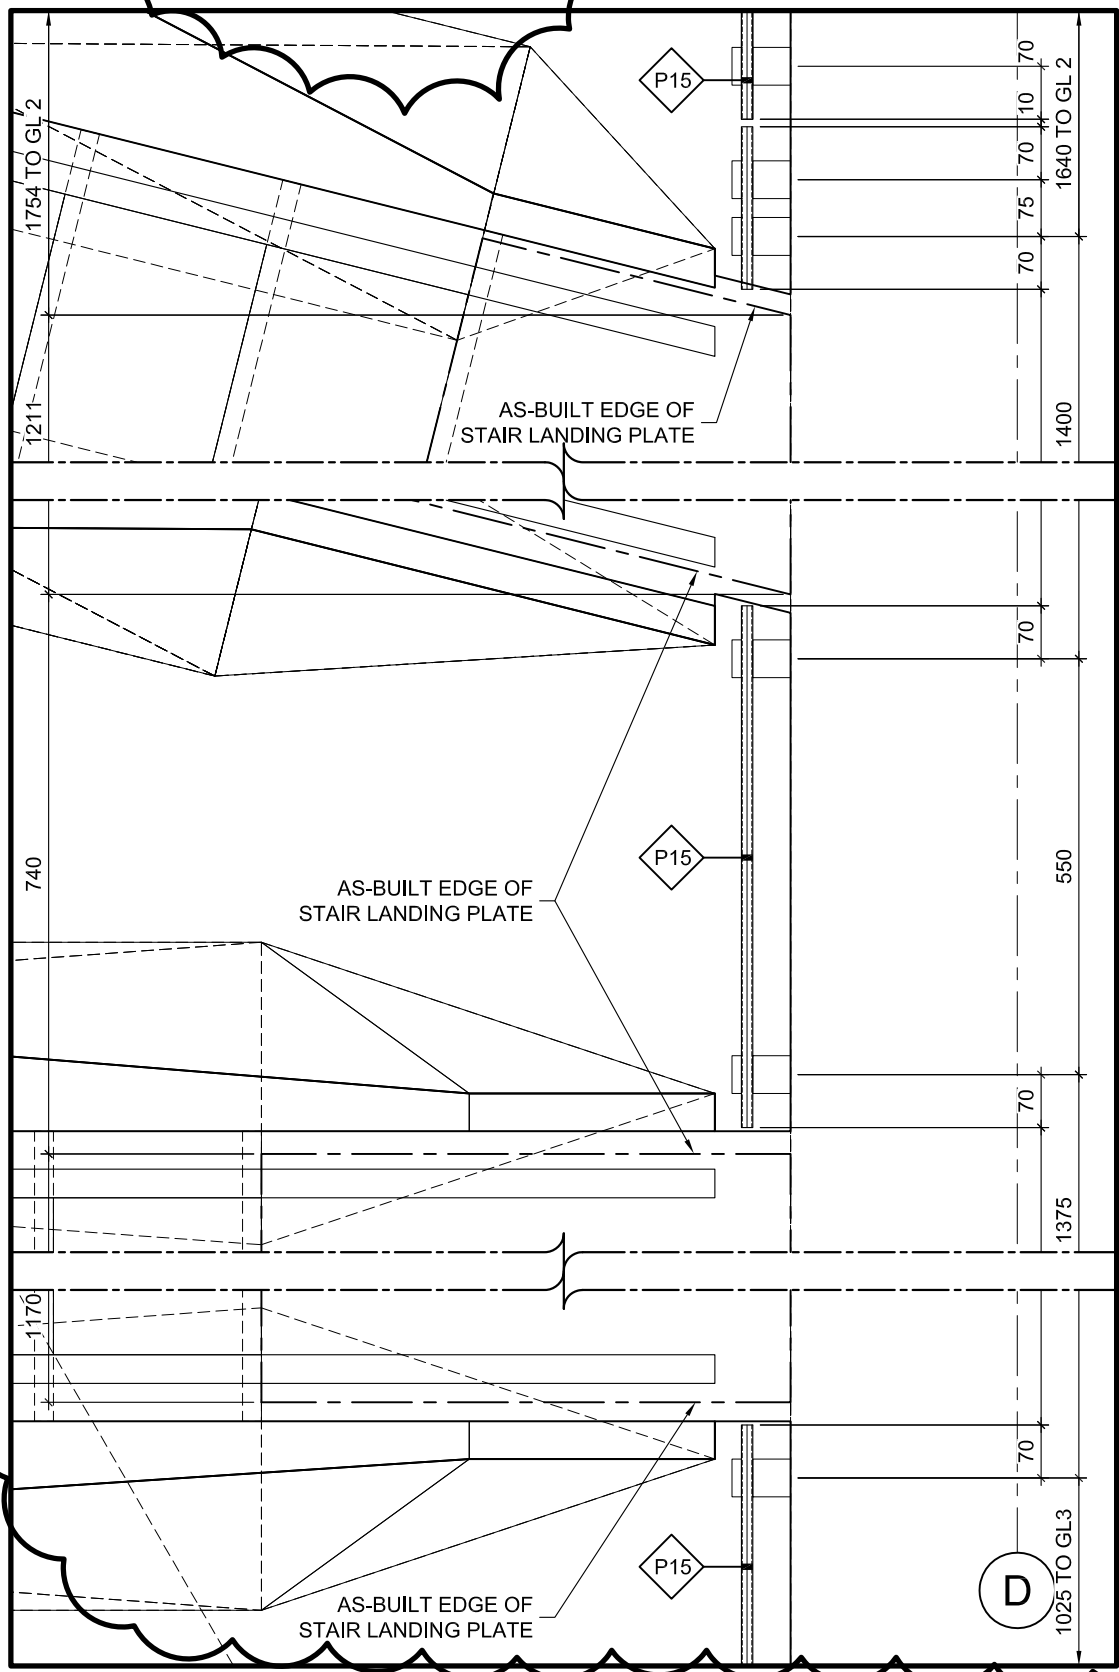 P15
70
1640 TO GL 2
10
70
75
70
1754 TO GL 2
1211
1400
AS-BUILT EDGE OF
STAIR LANDING PLATE
70
740
P15
550
AS-BUILT EDGE OF
STAIR LANDING PLATE
70
1375
1170
70
P15
D
1025 TO GL3
AS-BUILT EDGE OF
STAIR LANDING PLATE